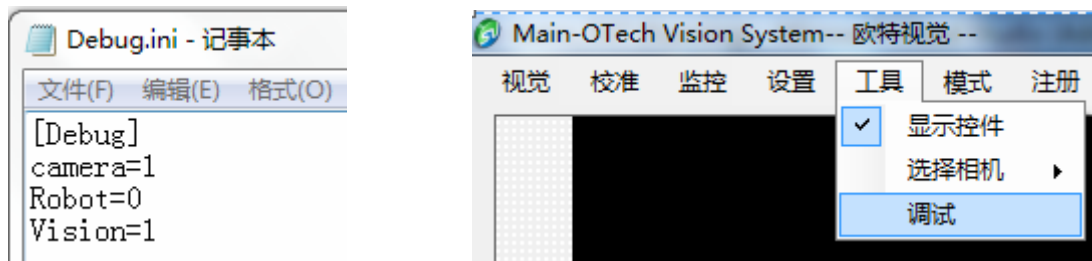 Debug.ini - 记事本
文件(F) 编辑(E) 格式(O)
[Debug]
camera=1
Robot=0
Vision=1
Main-OTech Vision System-- 欧特视觉 --
视觉 校准 监控 设置 工具 模式 注册
显示控件
选择相机
调试